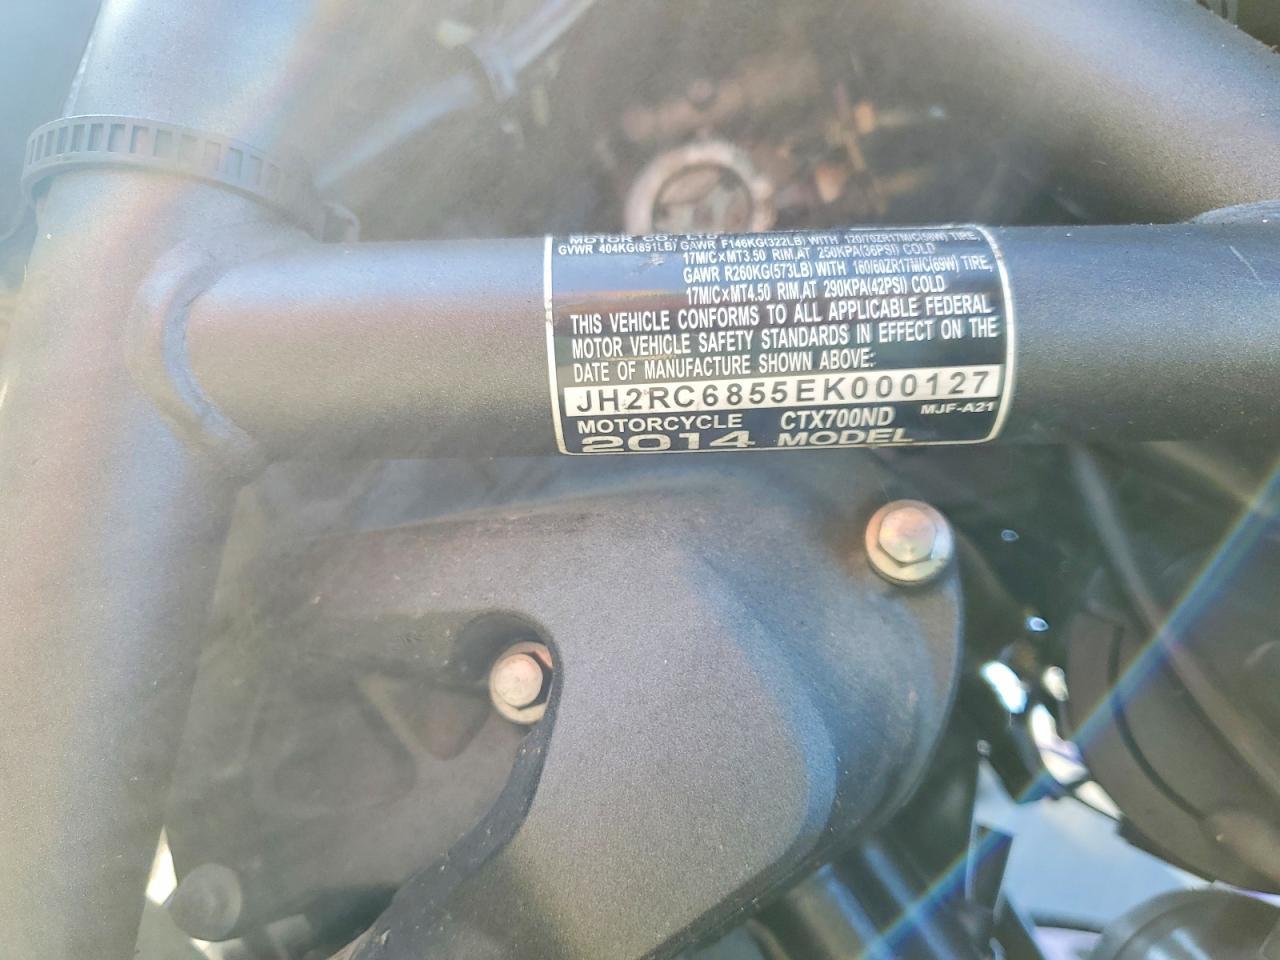 MOTOR CO., LTD.
GVWR 404KG(891LB) GAWR F146KG(322LB) WITH 120/70ZR17M/C(58W) TIRE,
17M/C×MT3.50 RIM,AT 250KPA(36PSI) COLD
GAWR R260KG(573LB) WITH 160/60ZR17M/C(69W) TIRE,
17M/C×MT4.50 RIM,AT 290KPA(42PSI) COLD
THIS VEHICLE CONFORMS TO ALL APPLICABLE FEDERAL
MOTOR VEHICLE SAFETY STANDARDS IN EFFECT ON THE
DATE OF MANUFACTURE SHOWN ABOVE:
JH2RC6855EK000127
MOTORCYCLE CTX700ND MJF-A21
2014 MODEL